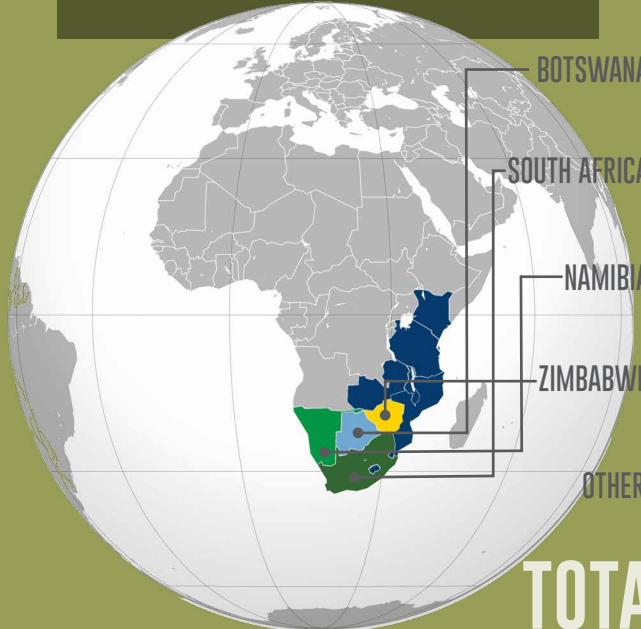 BOTSWANA
SOUTH AFRICA
NAMIBIA
ZIMBABWE
OTHER
TOTA